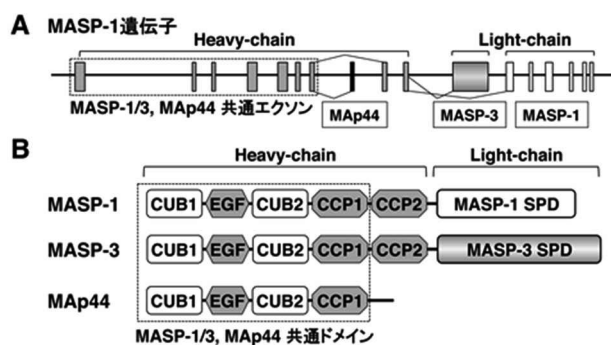 A MASP-1遺伝子
Heavy-chain Light-chain
MASP-1/3, MAp44 共通エクソン
MAp44 MASP-3 MASP-1
B
Heavy-chain Light-chain
MASP-1 CUB1 EGF CUB2 CCP1 CCP2 MASP-1 SPD
MASP-3 CUB1 EGF CUB2 CCP1 CCP2 MASP-3 SPD
MAp44 CUB1 EGF CUB2 CCP1
MASP-1/3, MAp44 共通ドメイン